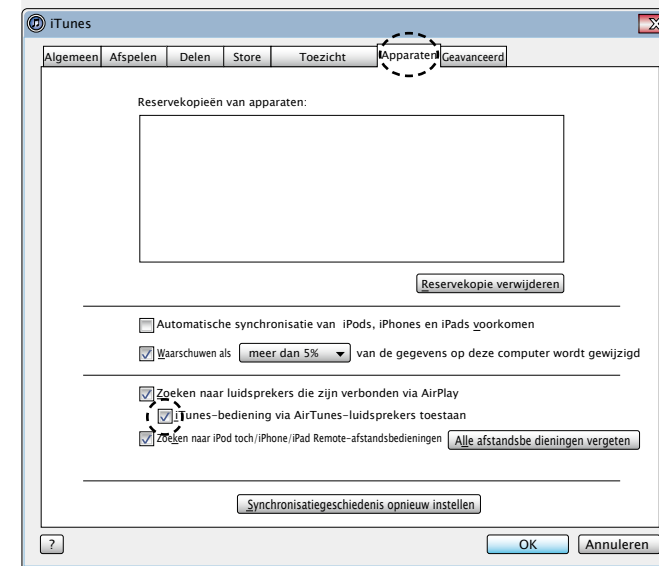 iTunes
Algemeen Afspelen Delen Store Toezicht Apparaten Geavanceerd
Reservekopieën van apparaten:
Reservekopie verwijderen
Automatische synchronisatie van iPods, iPhones en iPads voorkomen
Waarschuwen als meer dan 5% van de gegevens op deze computer wordt gewijzigd
Zoeken naar luidsprekers die zijn verbonden via AirPlay
iTunes-bediening via AirTunes-luidsprekers toestaan
Zoeken naar iPod toch/iPhone/iPad Remote-afstandsbedieningen Alle afstandsbe dieningen vergeten
Synchronisatiegeschiedenis opnieuw instellen
? OK Annuleren